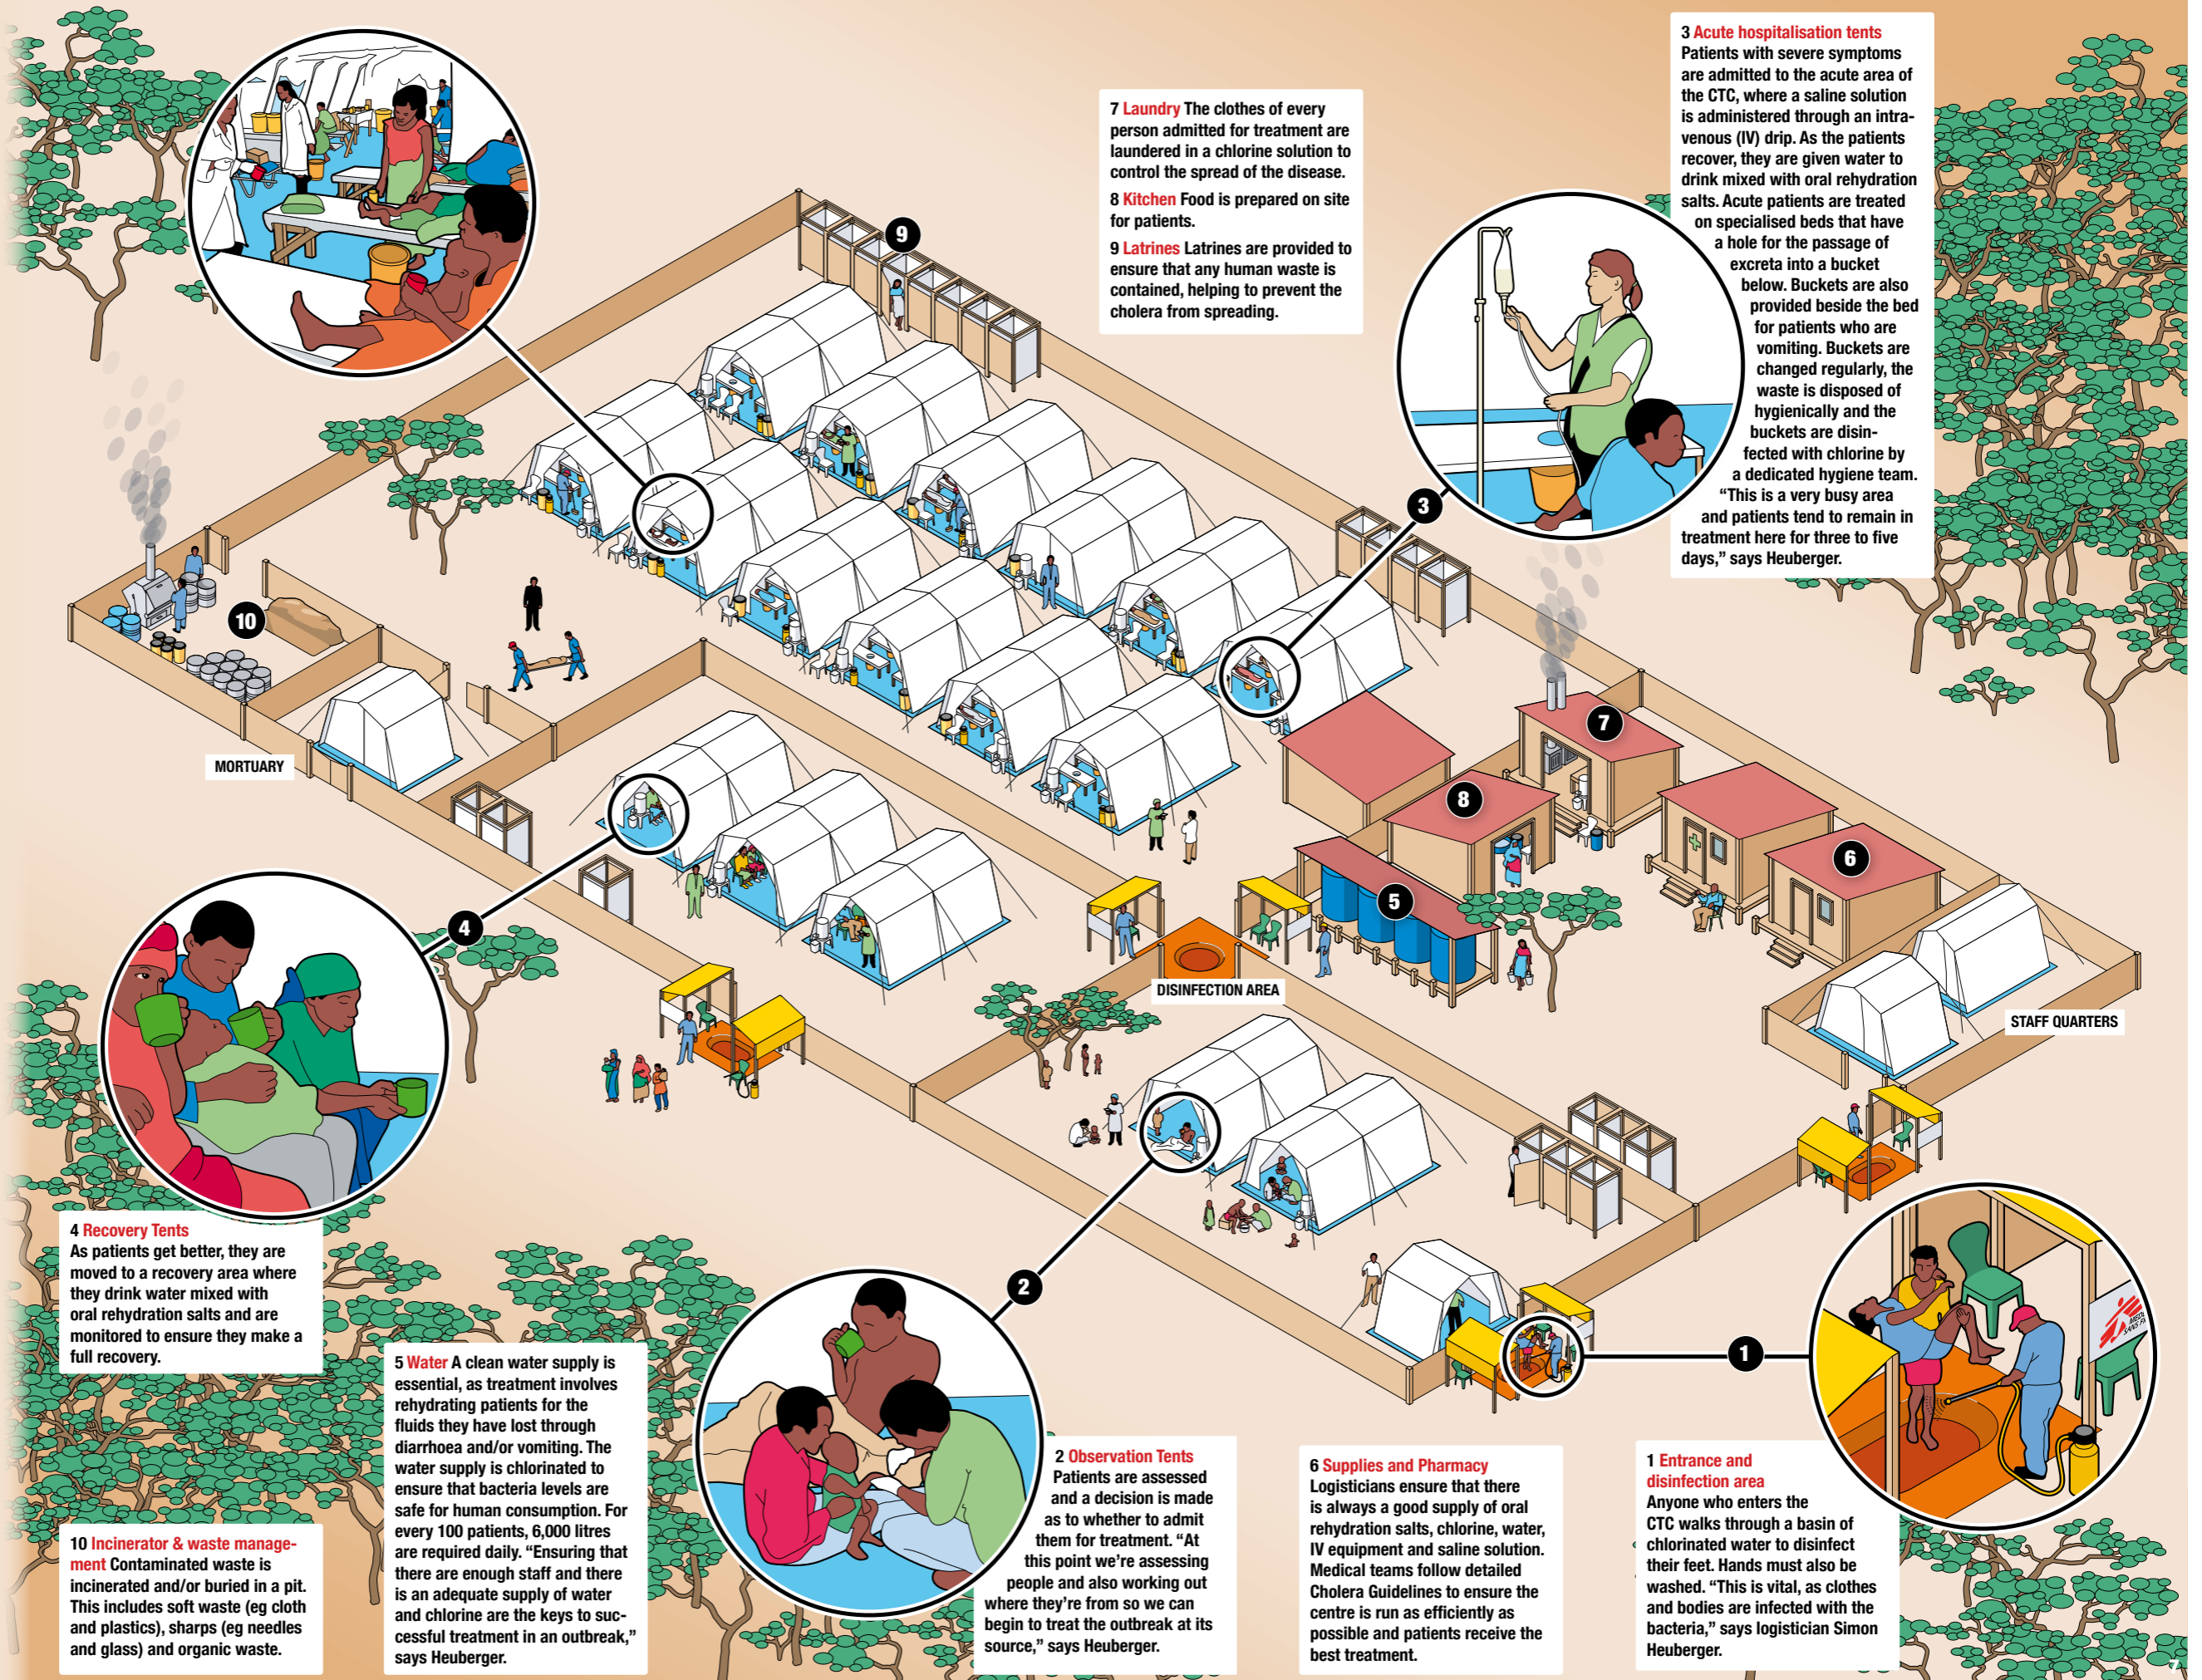 3 Acute hospitalisation tents
Patients with severe symptoms
are admitted to the acute area of
the CTC, where a saline solution
is administered through an intra-
venous (IV) drip. As the patients
recover, they are given water to
drink mixed with oral rehydration
salts. Acute patients are treated
on specialised beds that have
a hole for the passage of
excreta into a bucket
below. Buckets are also
provided beside the bed
for patients who are
vomiting. Buckets are
changed regularly, the
waste is disposed of
hygienically and the
buckets are disin-
fected with chlorine by
a dedicated hygiene team.
“This is a very busy area
and patients tend to remain in
treatment here for three to five
days,” says Heuberger.
7 Laundry The clothes of every
person admitted for treatment are
laundered in a chlorine solution to
control the spread of the disease.
8 Kitchen Food is prepared on site
for patients.
9 Latrines Latrines are provided to
ensure that any human waste is
contained, helping to prevent the
cholera from spreading.
9
3
10
7
MORTUARY
8
6
5
4
DISINFECTION AREA
STAFF QUARTERS
4 Recovery Tents
As patients get better, they are
moved to a recovery area where
they drink water mixed with
oral rehydration salts and are
monitored to ensure they make a
full recovery.
2
1
5 Water A clean water supply is
essential, as treatment involves
rehydrating patients for the
fluids they have lost through
diarrhoea and/or vomiting. The
water supply is chlorinated to
ensure that bacteria levels are
safe for human consumption. For
every 100 patients, 6,000 litres
are required daily. “Ensuring that
there are enough staff and there
is an adequate supply of water
and chlorine are the keys to suc-
cessful treatment in an outbreak,”
says Heuberger.
10 Incinerator & waste manage-
ment Contaminated waste is
incinerated and/or buried in a pit.
This includes soft waste (eg cloth
and plastics), sharps (eg needles
and glass) and organic waste.
2 Observation Tents
Patients are assessed
and a decision is made
as to whether to admit
them for treatment. “At
this point we’re assessing
people and also working out
where they’re from so we can
begin to treat the outbreak at its
source,” says Heuberger.
6 Supplies and Pharmacy
Logisticians ensure that there
is always a good supply of oral
rehydration salts, chlorine, water,
IV equipment and saline solution.
Medical teams follow detailed
Cholera Guidelines to ensure the
centre is run as efficiently as
possible and patients receive the
best treatment.
1 Entrance and
disinfection area
Anyone who enters the
CTC walks through a basin of
chlorinated water to disinfect
their feet. Hands must also be
washed. “This is vital, as clothes
and bodies are infected with the
bacteria,” says logistician Simon
Heuberger.
7